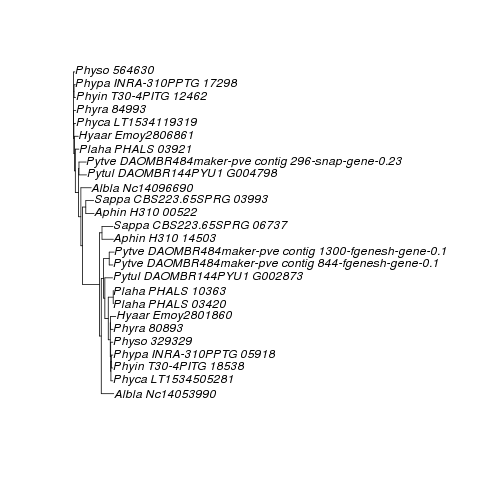 Physo 564630
Phypa INRA-310PPTG 17298
Phyin T30-4PITG 12462
Phyra 84993
Phyca LT1534119319
Hyaar Emoy2806861
Plaha PHALS 03921
Pytve DAOMBR484maker-pve contig 296-snap-gene-0.23
Pytul DAOMBR144PYU1 G004798
Albla Nc14096690
Sappa CBS223.65SPRG 03993
Aphin H310 00522
Sappa CBS223.65SPRG 06737
Aphin H310 14503
Pytve DAOMBR484maker-pve contig 1300-fgenesh-gene-0.1
Pytve DAOMBR484maker-pve contig 844-fgenesh-gene-0.1
Pytul DAOMBR144PYU1 G002873
Plaha PHALS 10363
Plaha PHALS 03420
Hyaar Emoy2801860
Phyra 80893
Physo 329329
Phypa INRA-310PPTG 05918
Phyin T30-4PITG 18538
Phyca LT1534505281
Albla Nc14053990